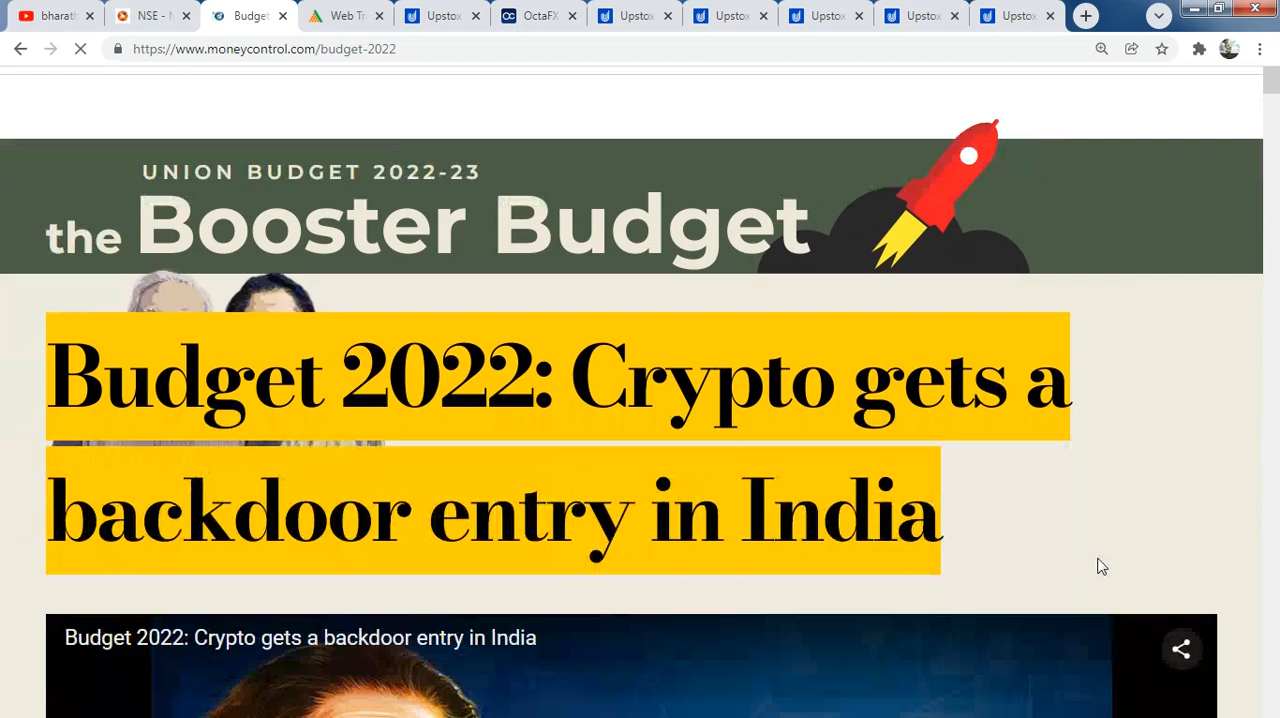 bharath
NSE - N
Budget
Web Tr
Upstox
OctaFX
Upstox
Upstox
Upstox
Upstox
Upstox
https://www.moneycontrol.com/budget-2022
UNION BUDGET 2022-23
the Booster Budget
Budget 2022: Crypto gets a
backdoor entry in India
Budget 2022: Crypto gets a backdoor entry in India